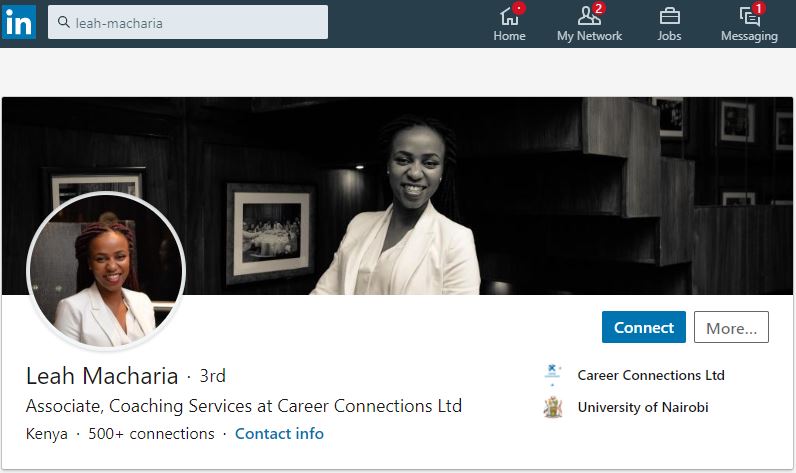 in
leah-macharia
Home
2
My Network
Jobs
1
Messaging
Connect
More...
Leah Macharia · 3rd
Associate, Coaching Services at Career Connections Ltd
Kenya · 500+ connections · Contact info
Career Connections Ltd
University of Nairobi